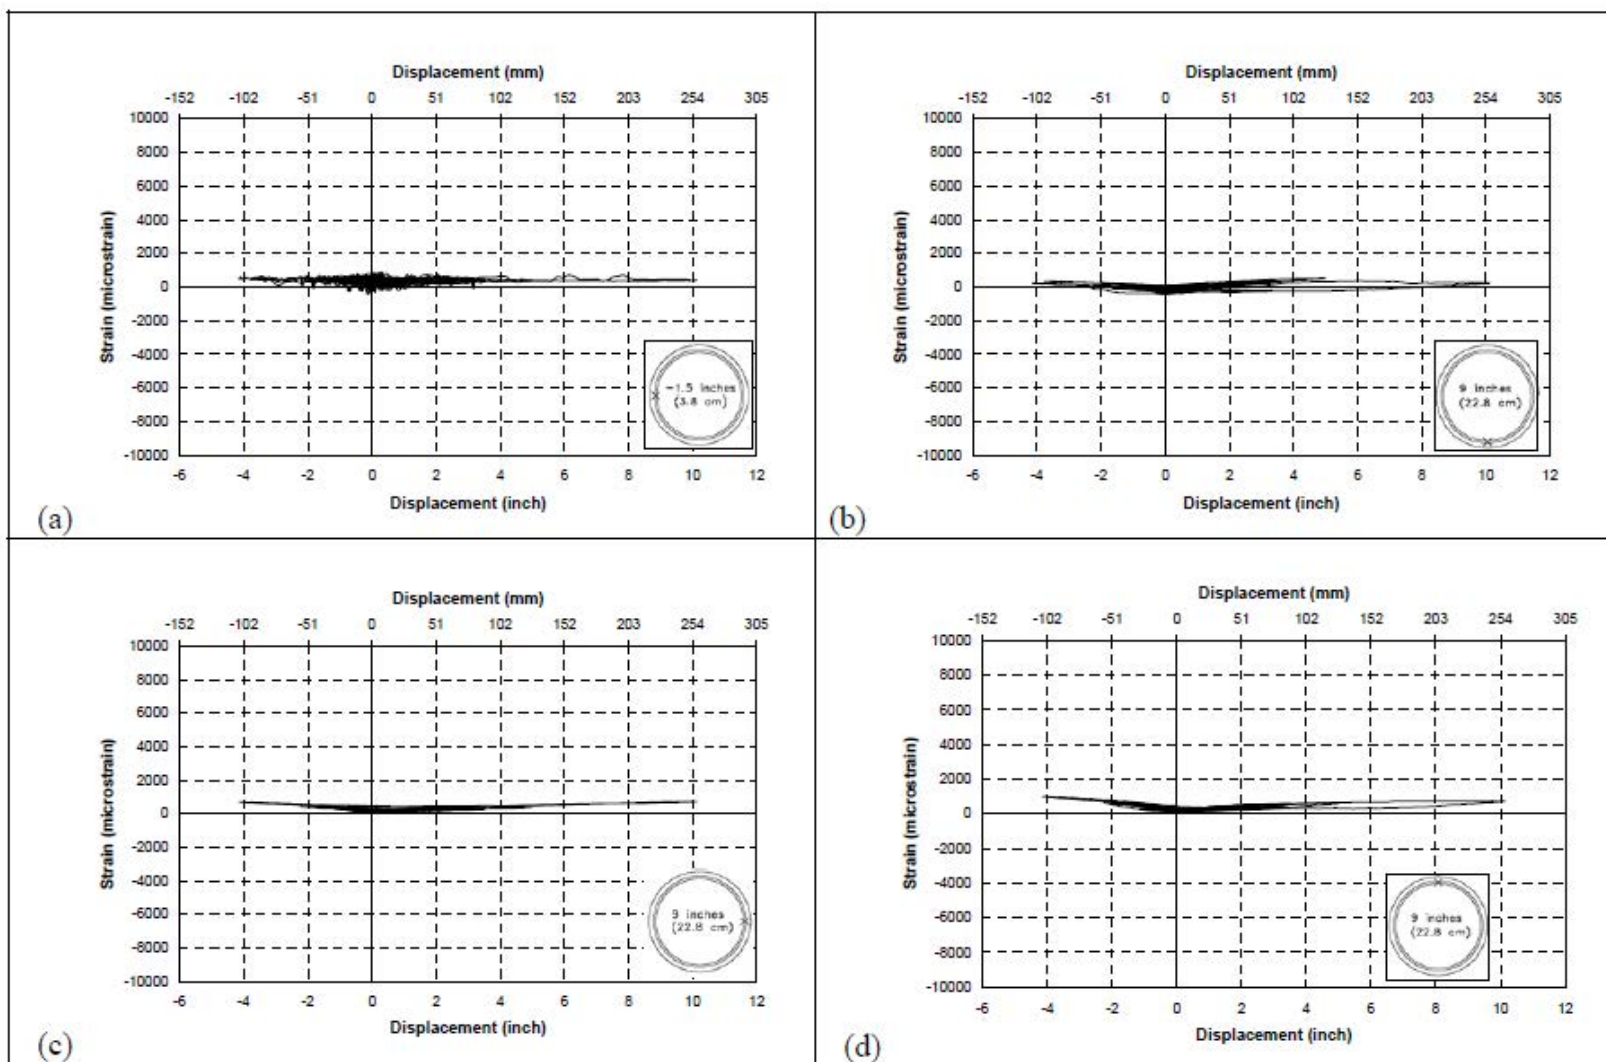 Displacement (mm)
-152 -102 -51 0 51 102 152 203 254 305
10000
8000
6000
4000
2000
0
-2000
-4000
-6000
-8000
-10000
Strain (microstrain)
-1.5 inches
(3.8 cm)
-6 -4 -2 0 2 4 6 8 10 12
Displacement (inch)
(a)
Displacement (mm)
-152 -102 -51 0 51 102 152 203 254 305
10000
8000
6000
4000
2000
0
-2000
-4000
-6000
-8000
-10000
Strain (microstrain)
9 inches
(22.8 cm)
-6 -4 -2 0 2 4 6 8 10 12
Displacement (inch)
(b)
Displacement (mm)
-152 -102 -51 0 51 102 152 203 254 305
10000
8000
6000
4000
2000
0
-2000
-4000
-6000
-8000
-10000
Strain (microstrain)
9 inches
(22.8 cm)
-6 -4 -2 0 2 4 6 8 10 12
Displacement (inch)
(c)
Displacement (mm)
-152 -102 -51 0 51 102 152 203 254 305
10000
8000
6000
4000
2000
0
-2000
-4000
-6000
-8000
-10000
Strain (microstrain)
9 inches
(22.8 cm)
-6 -4 -2 0 2 4 6 8 10 12
Displacement (inch)
(d)